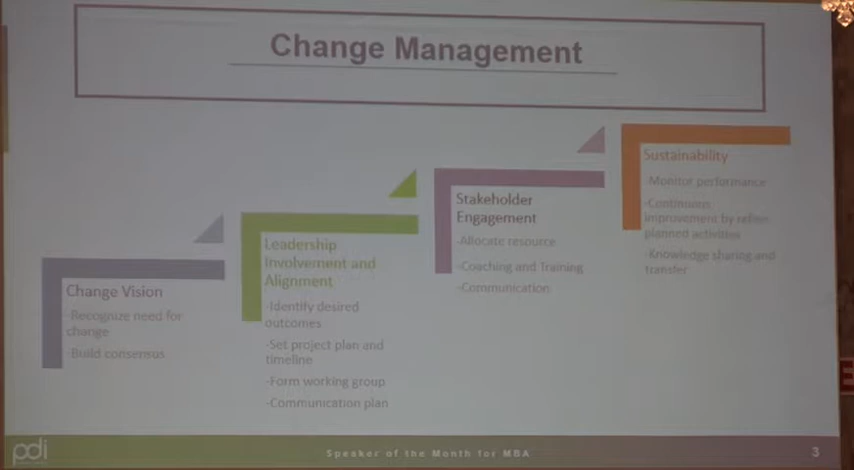 Change Management
Change Vision
-Recognize need for
change
-Build consensus
Leadership
Involvement and
Alignment
-Identify desired
outcomes
-Set project plan and
timeline
-Form working group
-Communication plan
Stakeholder
Engagement
-Allocate resource
-Coaching and Training
-Communication
Sustainability
-Monitor performance
-Continuous
improvement by refine
planned activities
-Knowledge sharing and
transfer
pdi
Speaker of the Month for MBA
3